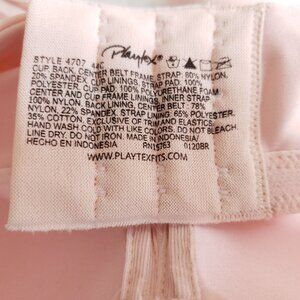 Playtex®
STYLE 4707
CUP, BACK, CENTER BELT FRAME, STRAP: 80% NYLON,
20% SPANDEX. CUP LINING, STRAP PAD: 100%
POLYESTER. CUP PAD: 100% POLYURETHANE FOAM
CENTER AND CUP FRAME LINING, INNER STRAP
100% NYLON. BACK LINING, CENTER BELT: 78%
NYLON, 22% SPANDEX. STRAP LINING: 65% POLYESTER,
35% COTTON. EXCLUSIVE OF TRIM AND ELASTICS.
HAND WASH COLD WITH LIKE COLORS. DO NOT BLEACH
LINE DRY. DO NOT IRON. MADE IN INDONESIA/
HECHO EN INDONESIA
RN15763 0120BR
WWW.PLAYTEXFITS.COM